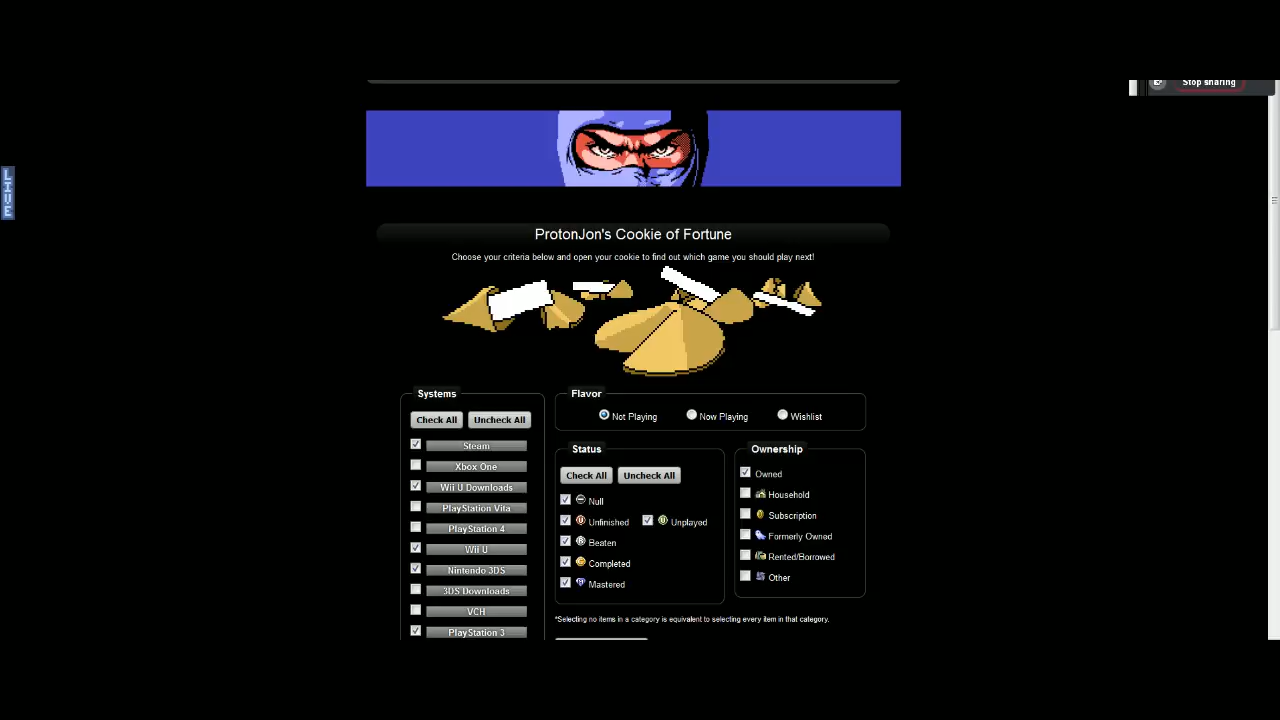 Stop sharing
LIVE
ProtonJon's Cookie of Fortune
Choose your criteria below and open your cookie to find out which game you should play next!
Systems
Check All Uncheck All
Steam
Xbox One
Wii U Downloads
PlayStation Vita
PlayStation 4
Wii U
Nintendo 3DS
3DS Downloads
VCH
PlayStation 3
Flavor
Not Playing Now Playing Wishlist
Status
Check All Uncheck All
Null
Unfinished Unplayed
Beaten
Completed
Mastered
Ownership
Owned
Household
Subscription
Formerly Owned
Rented/Borrowed
Other
*Selecting no items in a category is equivalent to selecting every item in that category.